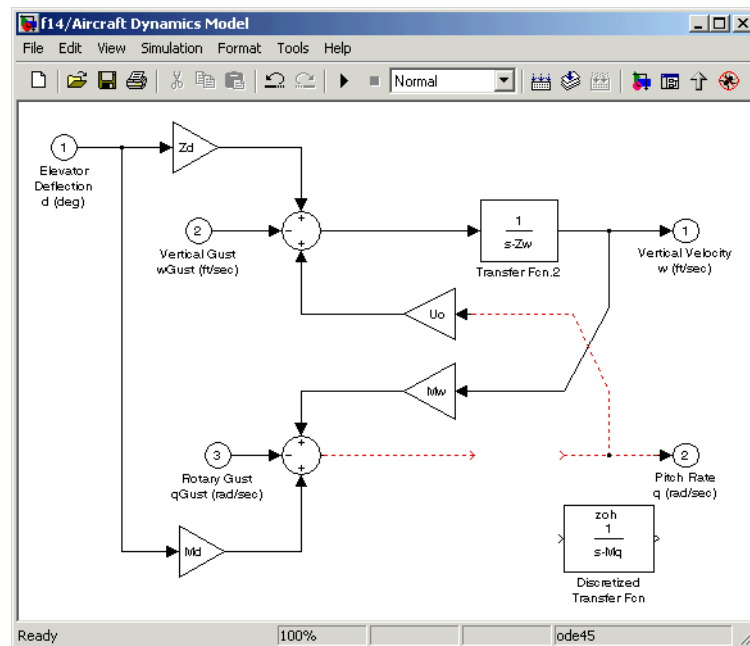 f14/Aircraft Dynamics Model
File Edit View Simulation Format Tools Help
Normal
1
Elevator
Deflection
d (deg)
Zd
2
Vertical Gust
wGust (ft/sec)
+
−
+
1
s-Zw
Transfer Fcn.2
1
Vertical Velocity
w (ft/sec)
Uo
Mw
3
Rotary Gust
qGust (rad/sec)
+
−
+
2
Pitch Rate
q (rad/sec)
Md
zoh
1
s-Mq
Discretized
Transfer Fcn
Ready 100% ode45